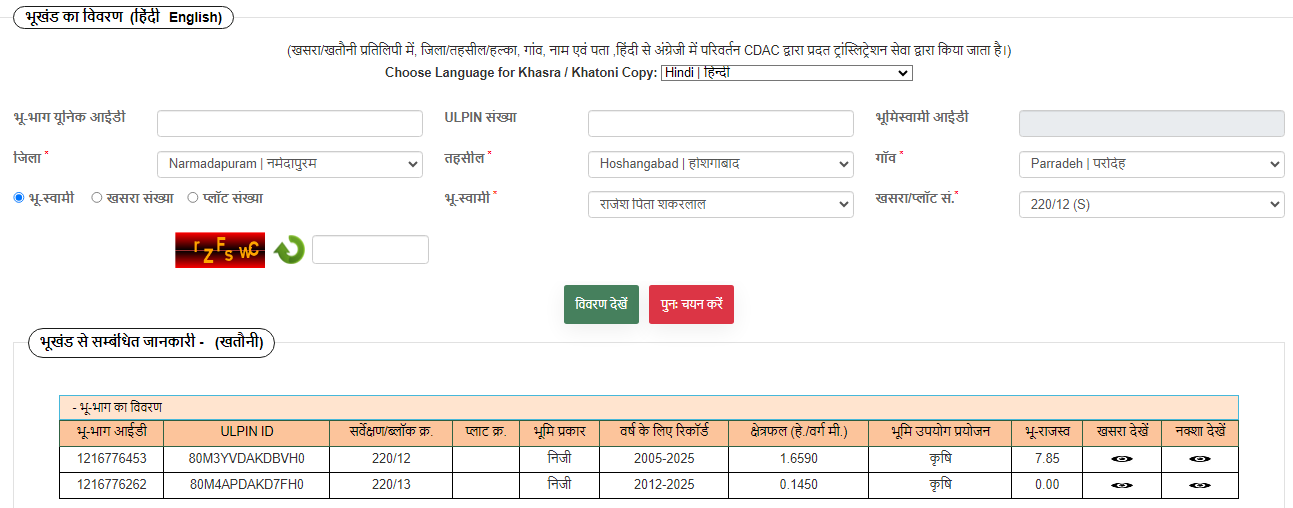 भूखंड का विवरण (हिंदी English)
(खसरा/खतौनी प्रतिलिपी में, जिला/तहसील/हल्का, गांव, नाम एवं पता ,हिंदी से अंग्रेजी में परिवर्तन CDAC द्वारा प्रदत ट्रांस्लिट्रेशन सेवा द्वारा किया जाता है।)
Choose Language for Khasra / Khatoni Copy: Hindi | हिन्दी
भू-भाग यूनिक आईडी ULPIN संख्या भूमिस्वामी आईडी
जिला * Narmadapuram | नर्मदापुरम तहसील * Hoshangabad | होशंगाबाद गॉव * Parradeh | परदिह
भू-स्वामी खसरा संख्या प्लॉट संख्या भू-स्वामी * राजेश पिता शंकरलाल खसरा/प्लॉट सं.* 220/12 (S)
r Z F s w C
विवरण देखें पुनः चयन करें
भूखंड से सम्बंधित जानकारी - (खतौनी)
- भू-भाग का विवरण
भू-भाग आईडी ULPIN ID सर्वेक्षण/ब्लॉक क्र. प्लाट क्र. भूमि प्रकार वर्ष के लिए रिकॉर्ड क्षेत्रफल (हे./वर्ग मी.) भूमि उपयोग प्रयोजन भू-राजस्व खसरा देखें नक्शा देखें
1216776453 80M3YVDAKDBVH0 220/12 निजी 2005-2025 1.6590 कृषि 7.85
1216776262 80M4APDAKD7FH0 220/13 निजी 2012-2025 0.1450 कृषि 0.00